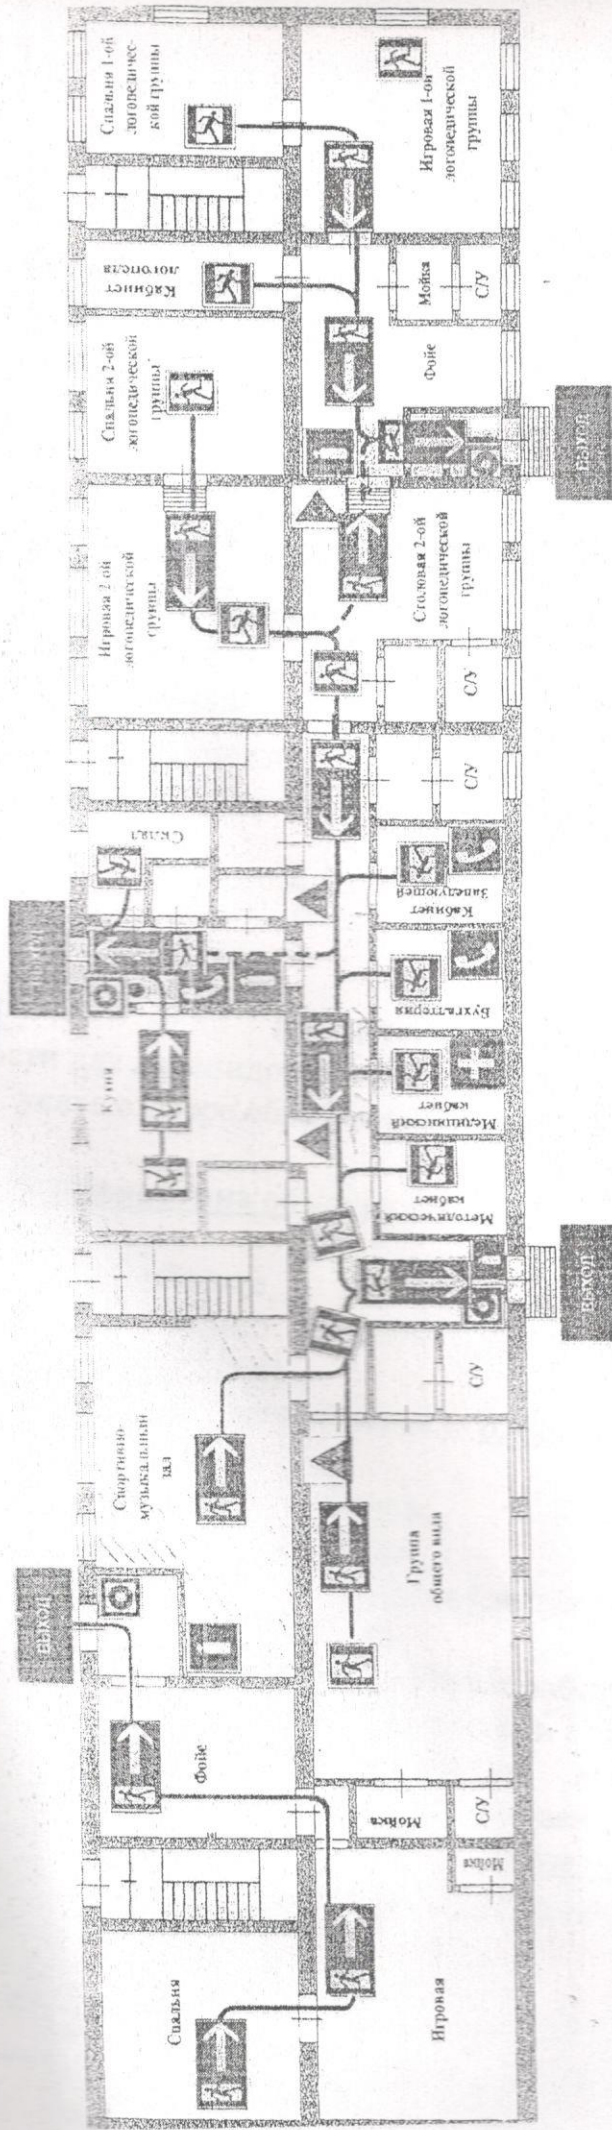 Спальня 1-ой
логопедичес-
кой группы
Игровая 1-ой
логопедической
группы
Кабинет
логопеда
Мойка
С/У
Фойе
Спальня 2-ой
логопедической
группы
Игровая 2-ой
логопедической
группы
Столовая 2-ой
логопедической
группы
С/У
С/У
Склад
Кабинет
Заведующей
Бухгалтерия
Медицинский
кабинет
Методический
кабинет
Кухня
ВЫХОД
ВЫХОД
Спортивно-
музыкальный
зал
С/У
Группа
общего вида
ВЫХОД
Фойе
Мойка
С/У
Мойка
Спальня
Игровая